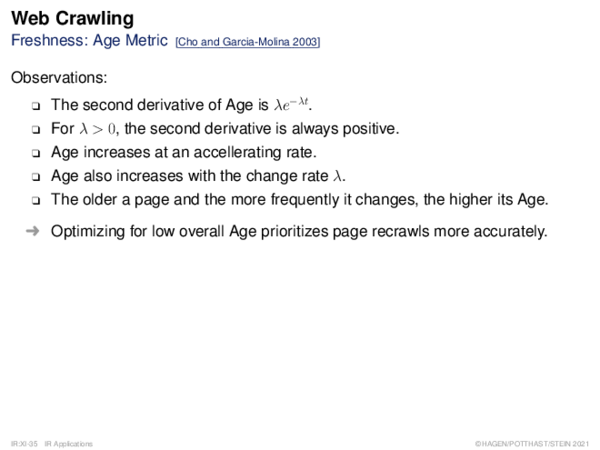 Web Crawling
Freshness: Age Metric [Cho and Garcia-Molina 2003]
Observations:
❑ The second derivative of Age is λe^{−λt}.
❑ For λ > 0, the second derivative is always positive.
❑ Age increases at an accellerating rate.
❑ Age also increases with the change rate λ.
❑ The older a page and the more frequently it changes, the higher its Age.
➜ Optimizing for low overall Age prioritizes page recrawls more accurately.
IR:XI-35 IR Applications ©HAGEN/POTTHAST/STEIN 2021